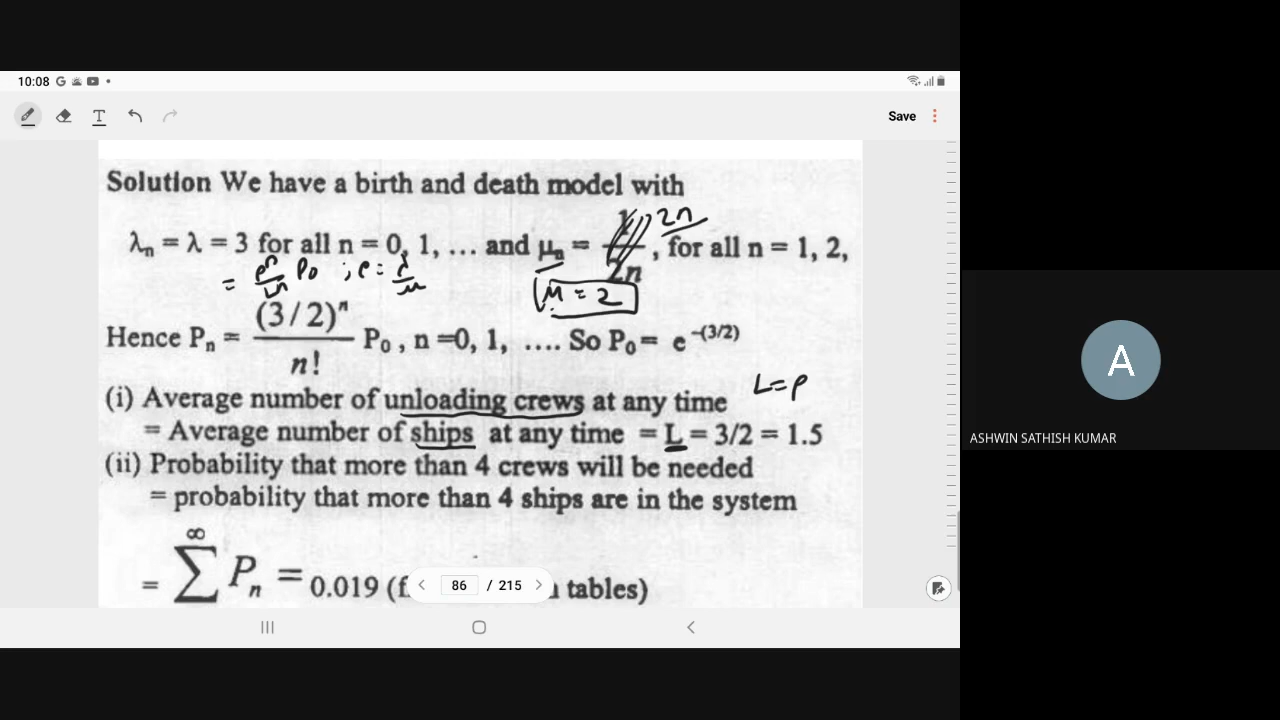 10:08 G
Save
Solution We have a birth and death model with
λn = λ = 3 for all n = 0, 1, ... and μn = 2n , for all n = 1, 2,
2n
= ρn P0 ; ρ = λ
Ln μ
μ = 2
Hence Pn = (3/2)^n
n! P0 , n =0, 1, .... So P0 = e -(3/2)
L=ρ
(i) Average number of unloading crews at any time
= Average number of ships at any time = L = 3/2 = 1.5
(ii) Probability that more than 4 crews will be needed
= probability that more than 4 ships are in the system
∞
= Σ Pn = 0.019 (f tables)
86 / 215
A
ASHWIN SATHISH KUMAR